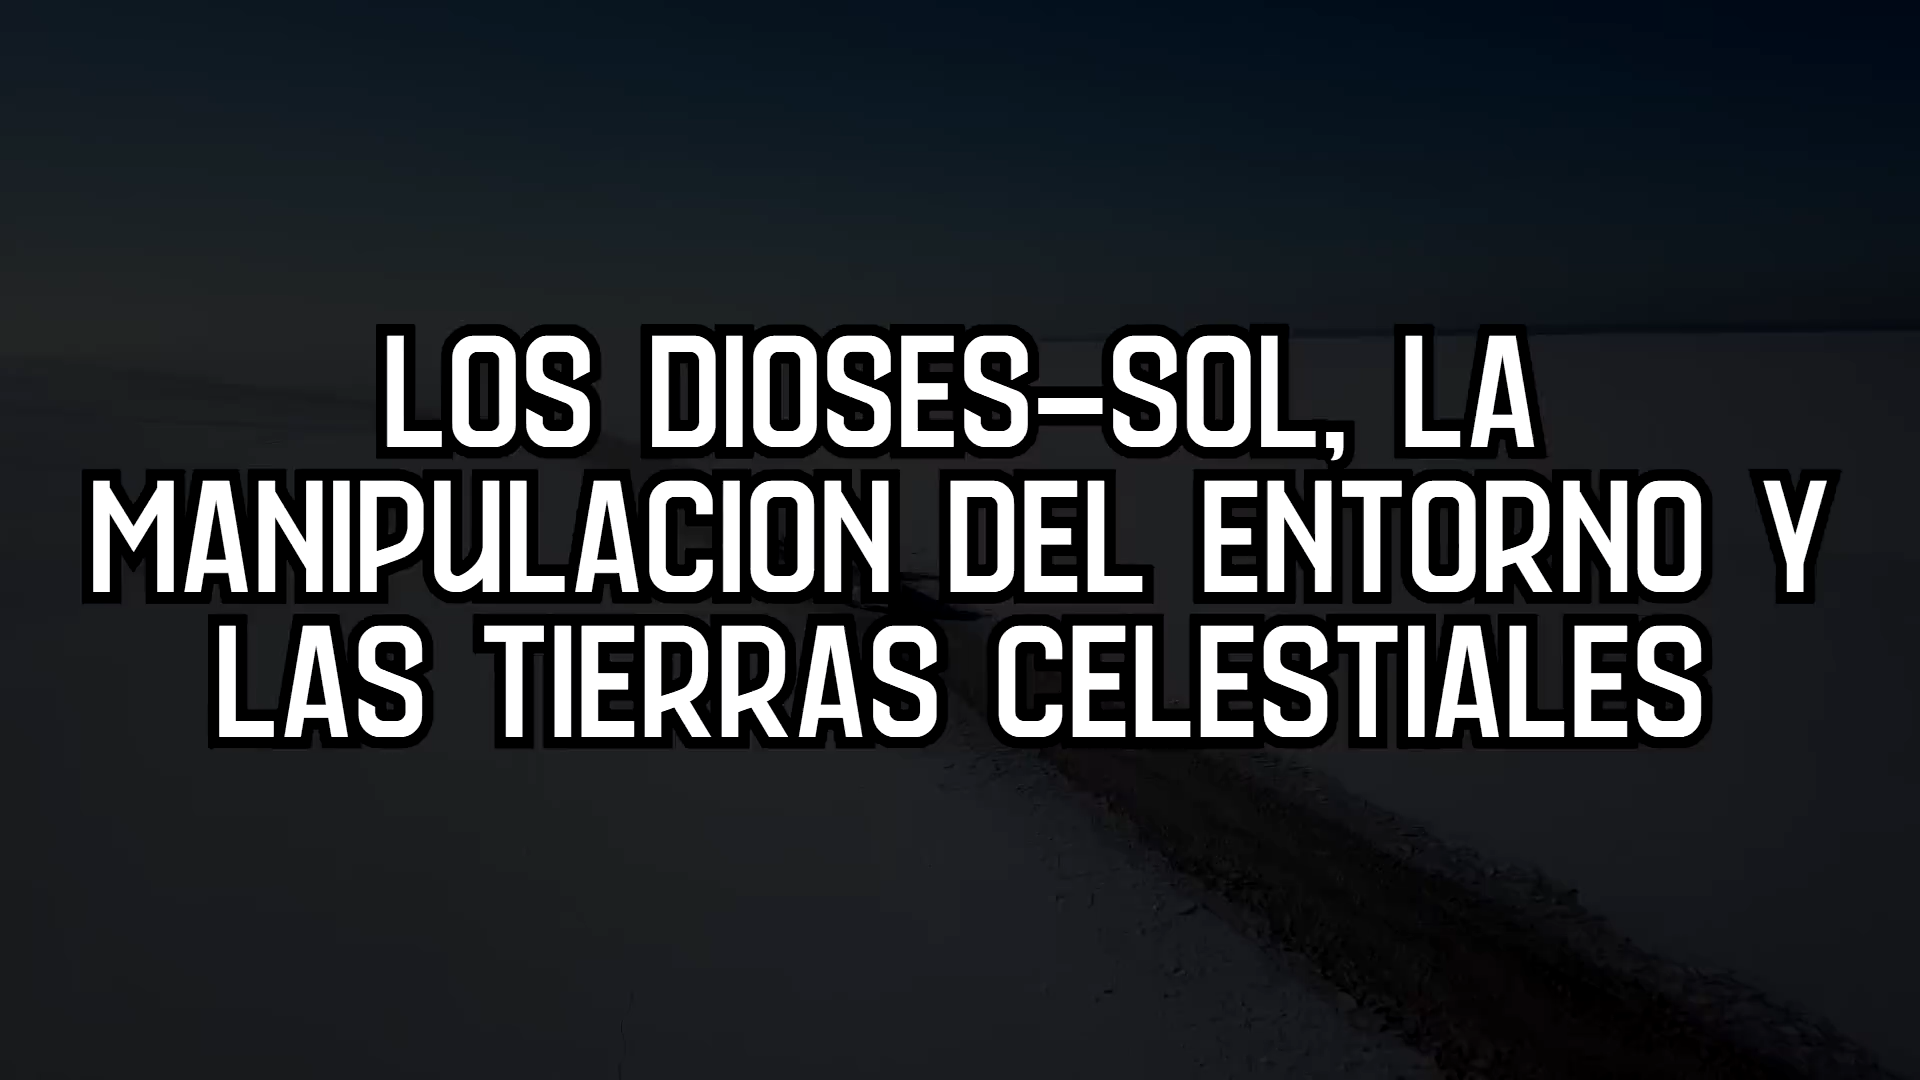 LOS DIOSES-SOL, LA
MANIPULACION DEL ENTORNO Y
LAS TIERRAS CELESTIALES